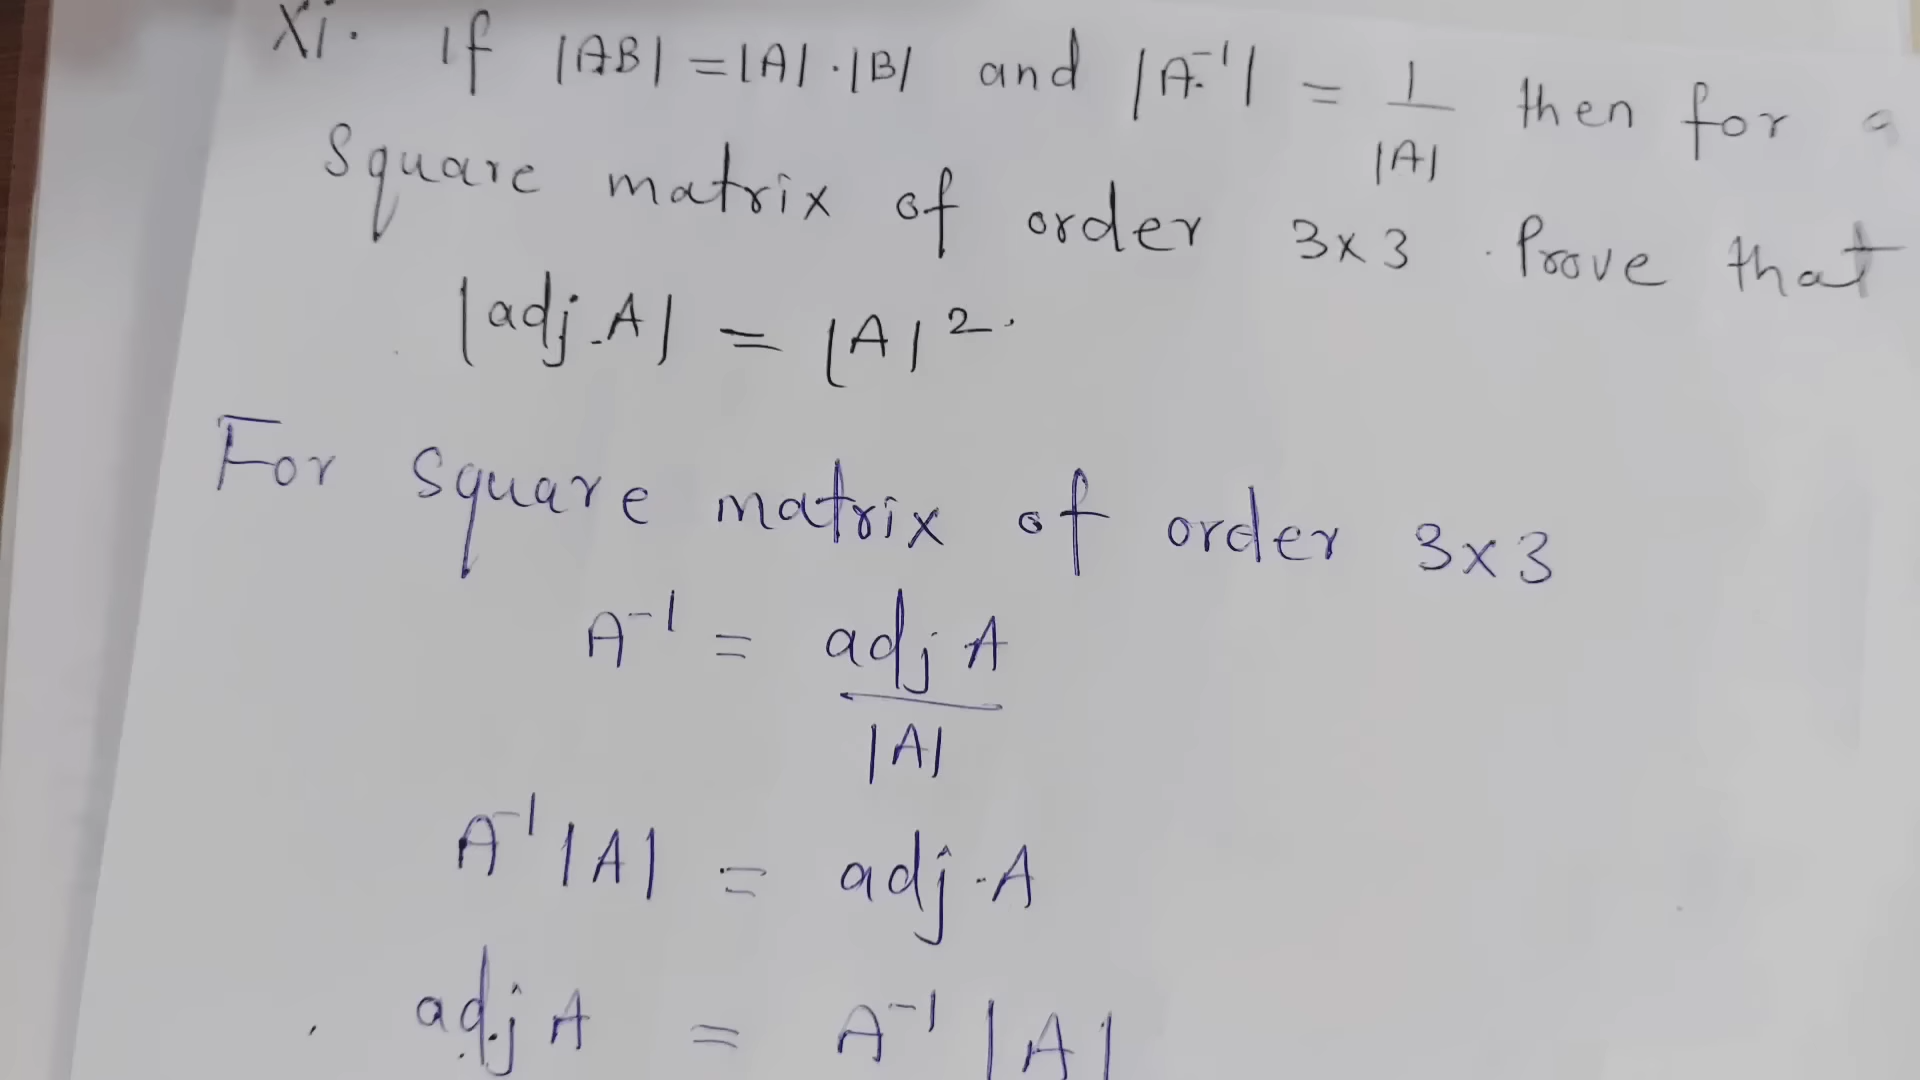 xi. If |AB| = |A|.|B| and |A⁻¹| = 1/|A| then for a
square matrix of order 3x3. Prove that
|adj.A| = |A|².
For square matrix of order 3x3
A⁻¹ = adj A / |A|
A⁻¹ |A| = adj.A
adj A = A⁻¹ |A|